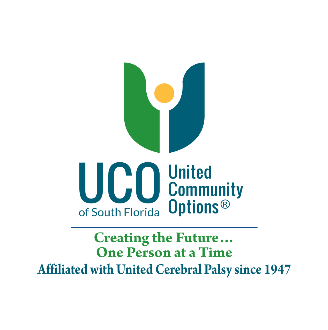 UCO United
Community
Options®
of South Florida
Creating the Future...
One Person at a Time
Affiliated with United Cerebral Palsy since 1947